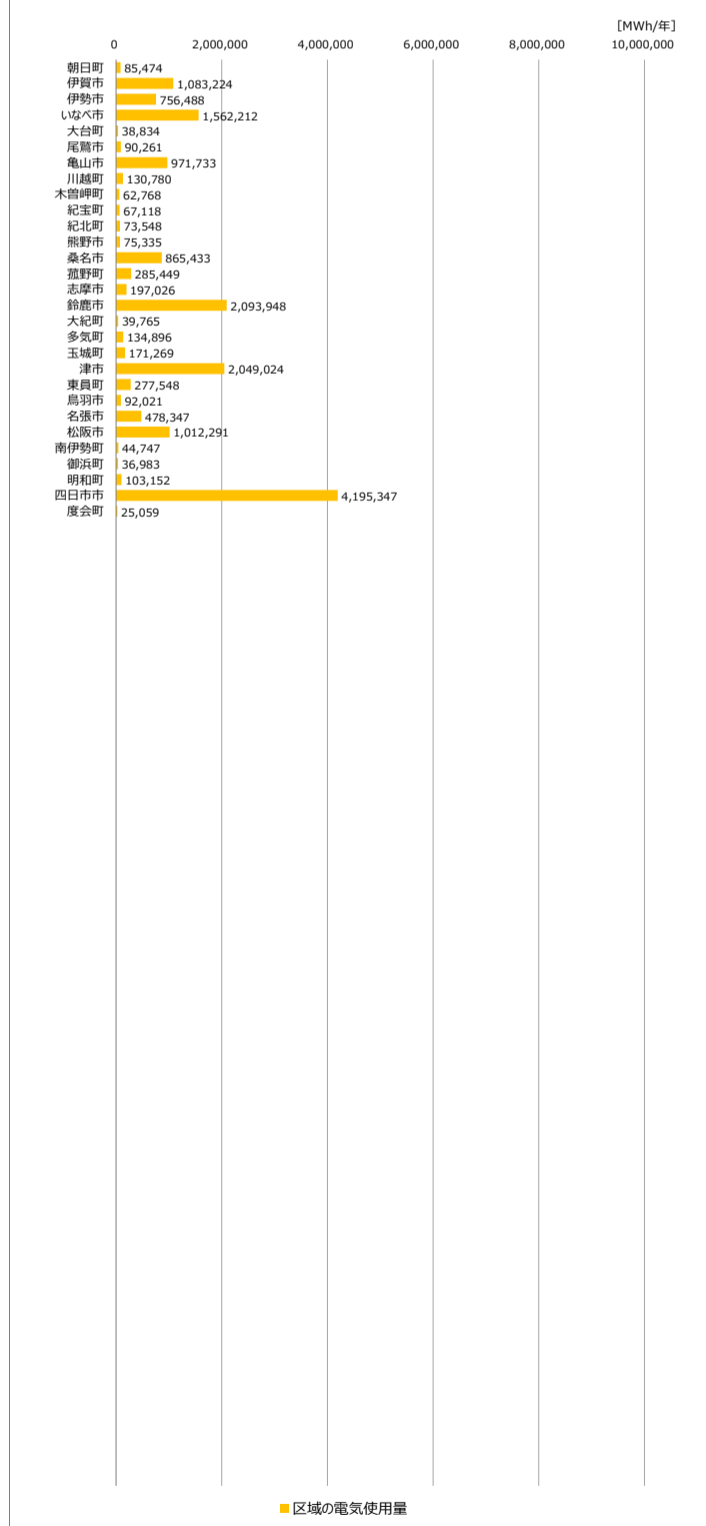 [MWh/年]
0 2,000,000 4,000,000 6,000,000 8,000,000 10,000,000
朝日町 85,474
伊賀市 1,083,224
伊勢市 756,488
いなべ市 1,562,212
大台町 38,834
尾鷲市 90,261
亀山市 971,733
川越町 130,780
木曽岬町 62,768
紀宝町 67,118
紀北町 73,548
熊野市 75,335
桑名市 865,433
菰野町 285,449
志摩市 197,026
鈴鹿市 2,093,948
大紀町 39,765
多気町 134,896
玉城町 171,269
津市 2,049,024
東員町 277,548
鳥羽市 92,021
名張市 478,347
松阪市 1,012,291
南伊勢町 44,747
御浜町 36,983
明和町 103,152
四日市市 4,195,347
度会町 25,059
区域の電気使用量